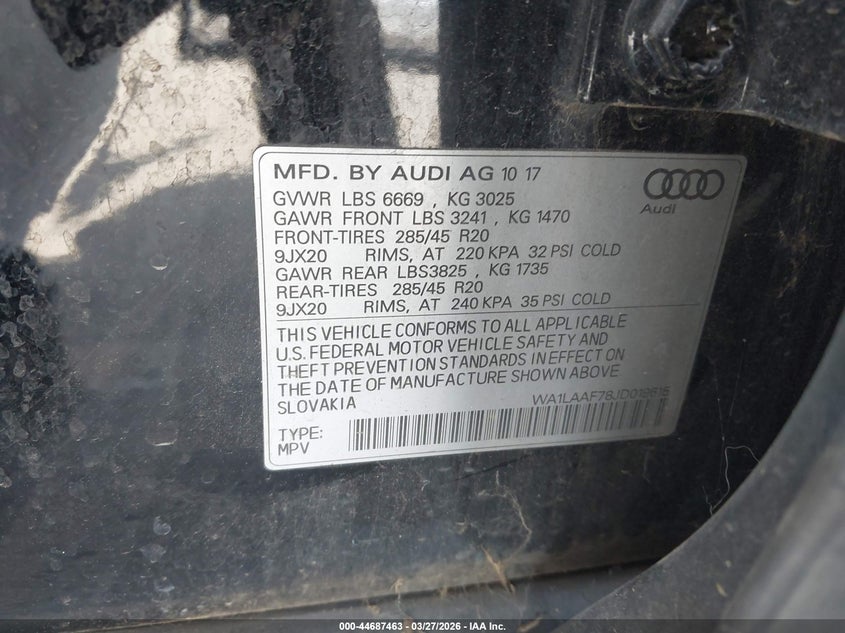 MFD. BY AUDI AG 10 17
GVWR LBS 6669 , KG 3025
GAWR FRONT LBS 3241 , KG 1470
FRONT-TIRES 285/45 R20
9JX20 RIMS, AT 220 KPA 32 PSI COLD
GAWR REAR LBS3825 , KG 1735
REAR-TIRES 285/45 R20
9JX20 RIMS, AT 240 KPA 35 PSI COLD
Audi
THIS VEHICLE CONFORMS TO ALL APPLICABLE
U.S. FEDERAL MOTOR VEHICLE SAFETY AND
THEFT PREVENTION STANDARDS IN EFFECT ON
THE DATE OF MANUFACTURE SHOWN ABOVE
SLOVAKIA
WA1LAAF78JD019615
TYPE:
MPV
000-44687463 - 03/27/2026 - IAA Inc.